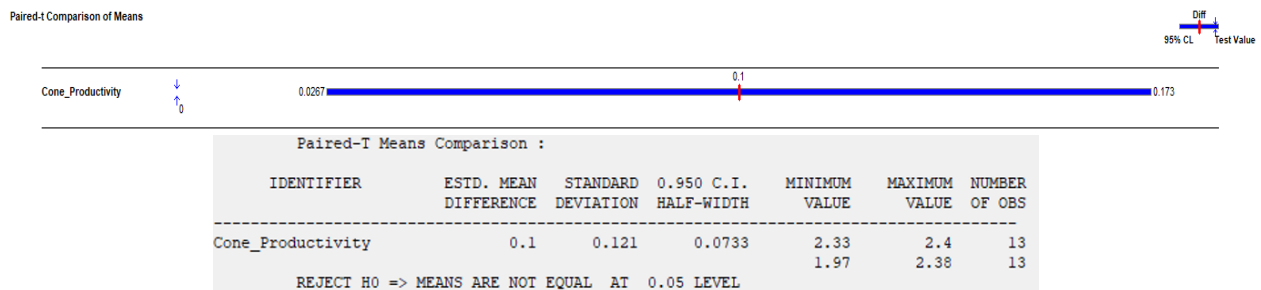 Paired-t Comparison of Means
Diff
95% CL Test Value
0.1
Cone_Productivity 0.0267 0.173
0
Paired-T Means Comparison :
IDENTIFIER ESTD. MEAN STANDARD 0.950 C.I. MINIMUM MAXIMUM NUMBER
DIFFERENCE DEVIATION HALF-WIDTH VALUE VALUE OF OBS
Cone_Productivity 0.1 0.121 0.0733 2.33 2.4 13
1.97 2.38 13
REJECT H0 => MEANS ARE NOT EQUAL AT 0.05 LEVEL